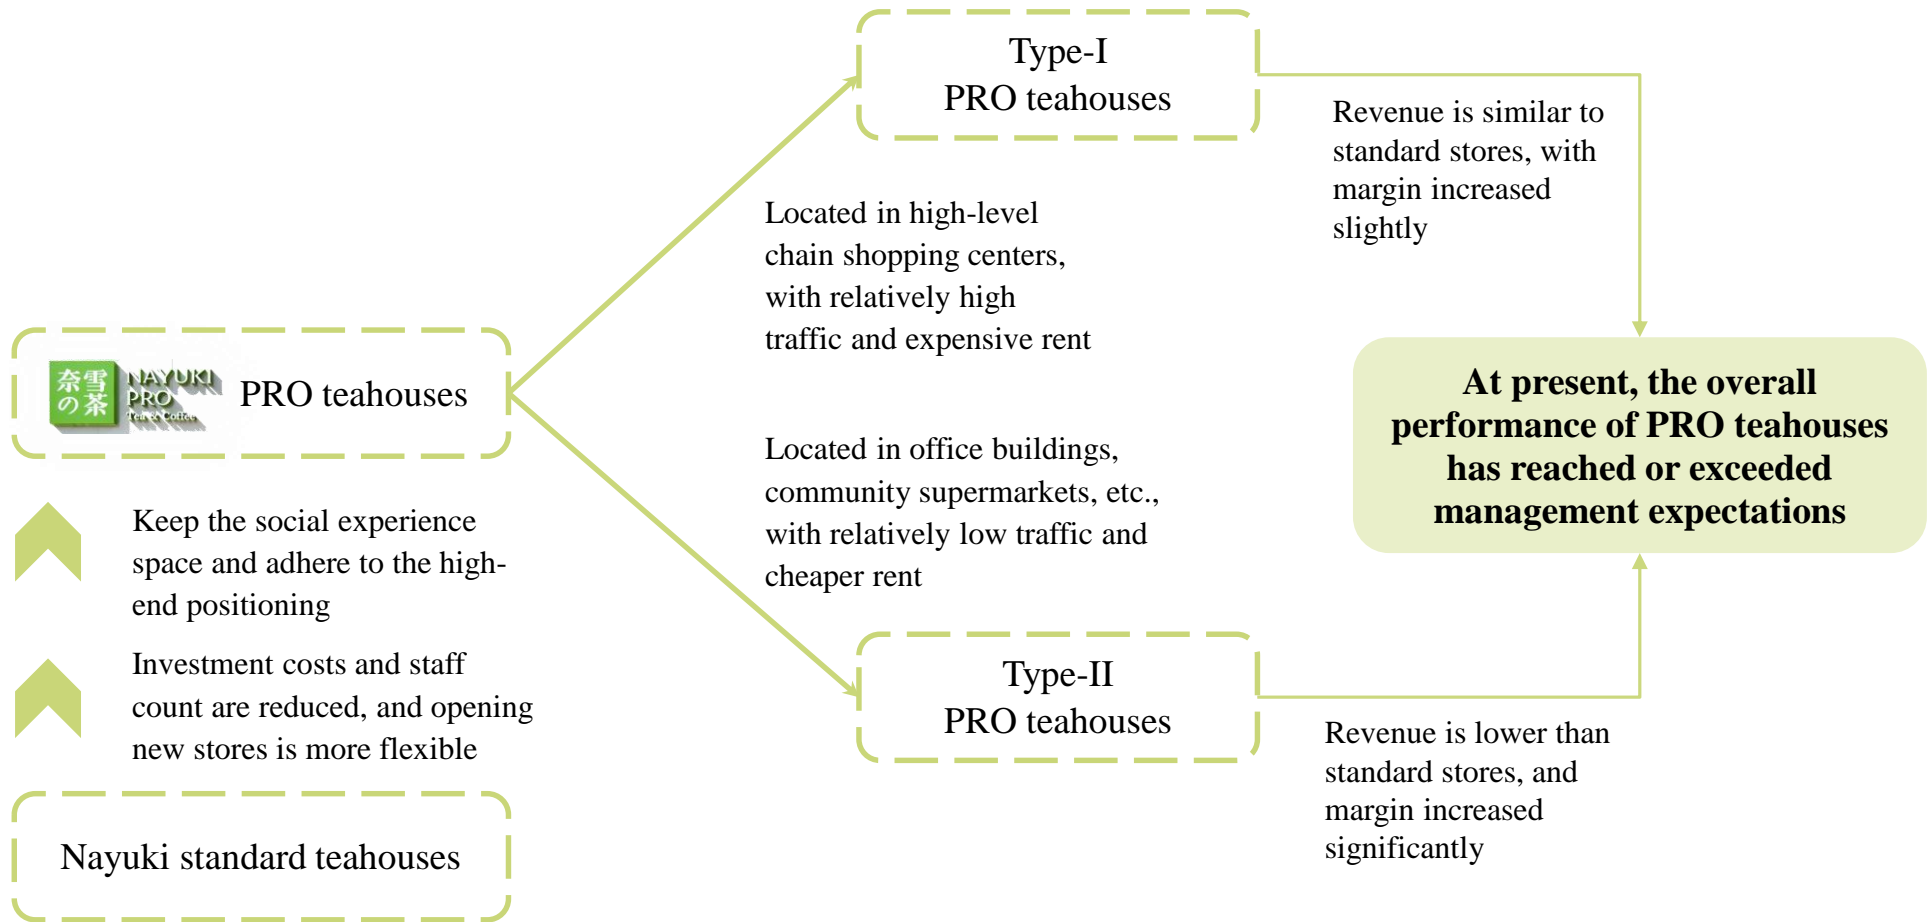 Type-I
PRO teahouses
Revenue is similar to
standard stores, with
margin increased
slightly
Located in high-level
chain shopping centers,
with relatively high
traffic and expensive rent
奈雪
の茶
NAYUKI
PRO
Tea & Coffee
PRO teahouses
At present, the overall
performance of PRO teahouses
has reached or exceeded
management expectations
Located in office buildings,
community supermarkets, etc.,
with relatively low traffic and
cheaper rent
Keep the social experience
space and adhere to the high-
end positioning
Investment costs and staff
count are reduced, and opening
new stores is more flexible
Type-II
PRO teahouses
Revenue is lower than
standard stores, and
margin increased
significantly
Nayuki standard teahouses